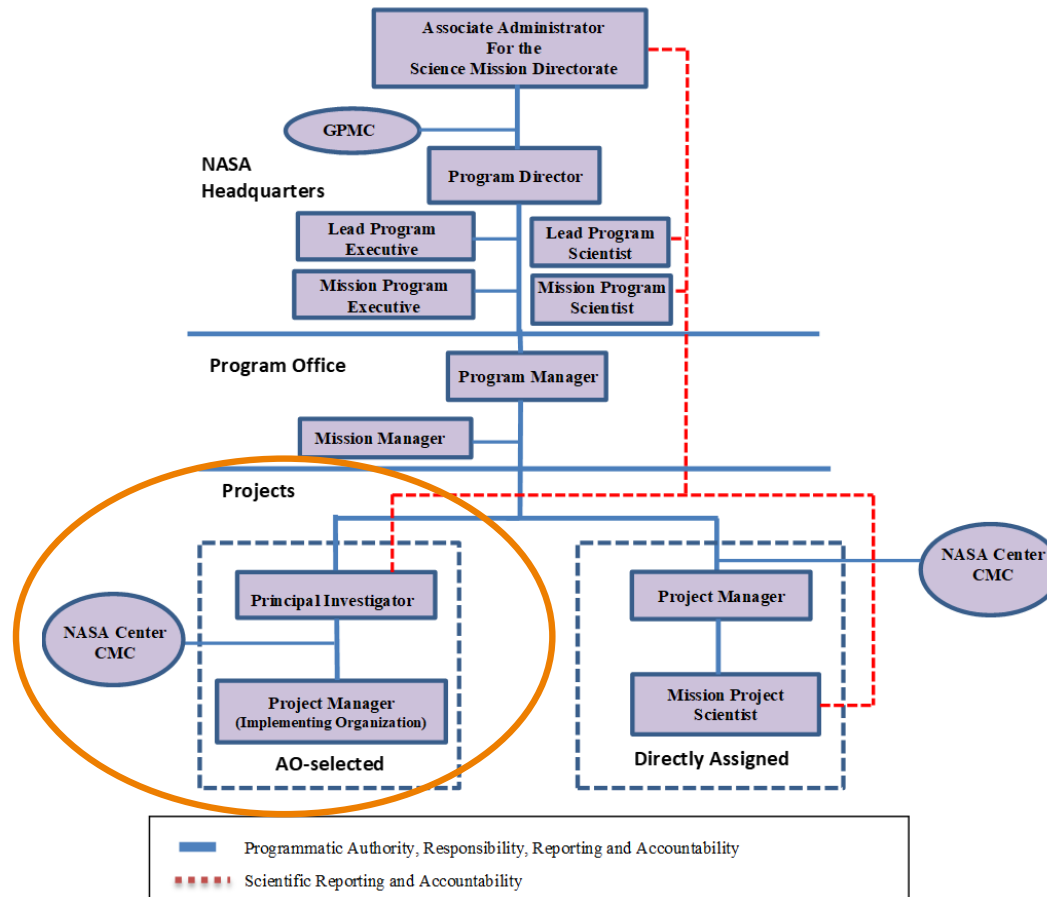 Associate Administrator
For the
Science Mission Directorate
GPMC
NASA
Headquarters
Program Director
Lead Program
Executive
Lead Program
Scientist
Mission Program
Executive
Mission Program
Scientist
Program Office
Program Manager
Mission Manager
Projects
NASA Center
CMC
Principal Investigator
Project Manager
NASA Center
CMC
Project Manager
(Implementing Organization)
Mission Project
Scientist
AO-selected
Directly Assigned
Programmatic Authority, Responsibility, Reporting and Accountability
Scientific Reporting and Accountability